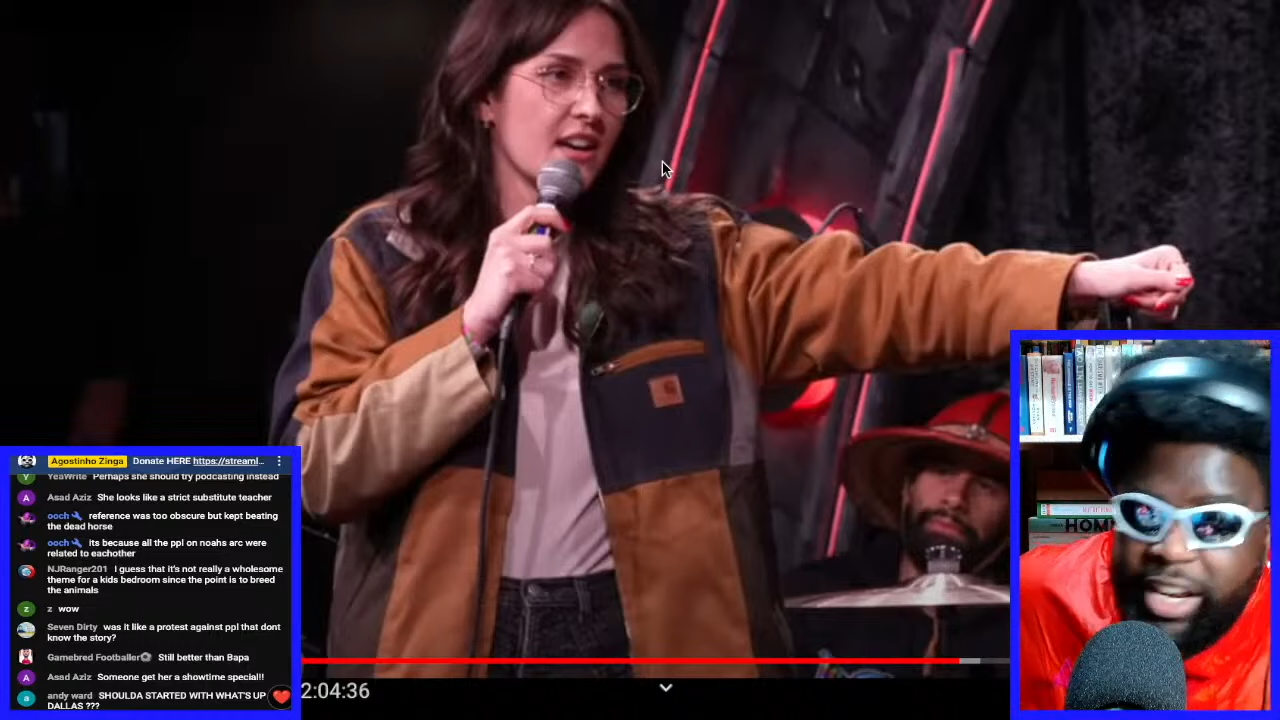 Agostinho Zinga Donate HERE https://streaml...
YeaWrite Perhaps she should try podcasting instead
Asad Aziz She looks like a strict substitute teacher
ooch reference was too obscure but kept beating
the dead horse
ooch its because all the ppl on noahs arc were
related to eachother
NJRanger201 I guess that it's not really a wholesome
theme for a kids bedroom since the point is to breed
the animals
z wow
Seven Dirty was it like a protest against ppl that dont
know the story?
Gamebred Footballer Still better than Bapa
Asad Aziz Someone get her a showtime special!!
andy ward SHOULDA STARTED WITH WHAT'S UP
DALLAS ???
2:04:36